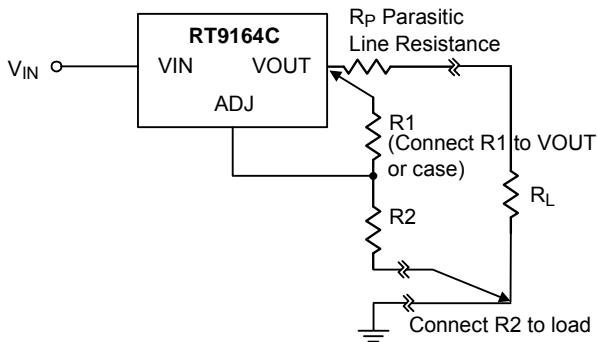 RT9164C
RP Parasitic
Line Resistance
VIN
VIN
VOUT
ADJ
R1
(Connect R1 to VOUT
or case)
RL
R2
Connect R2 to load